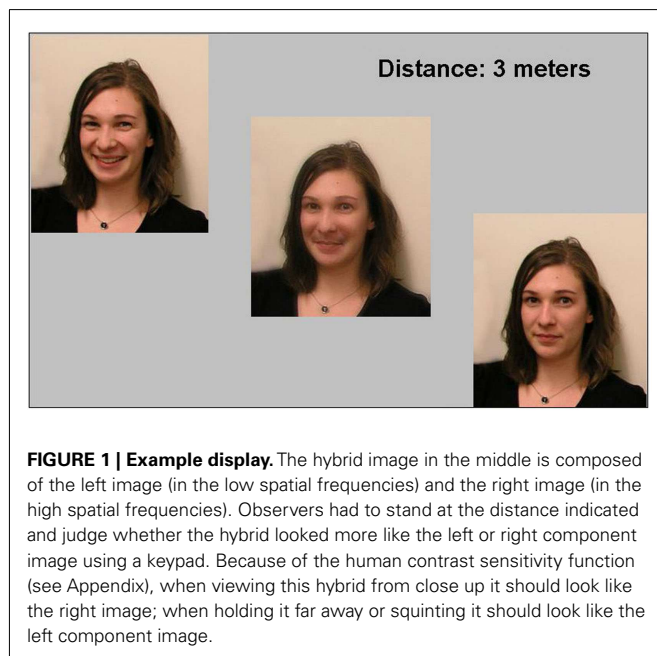 Distance: 3 meters
FIGURE 1 | Example display. The hybrid image in the middle is composed
of the left image (in the low spatial frequencies) and the right image (in the
high spatial frequencies). Observers had to stand at the distance indicated
and judge whether the hybrid looked more like the left or right component
image using a keypad. Because of the human contrast sensitivity function
(see Appendix), when viewing this hybrid from close up it should look like
the right image; when holding it far away or squinting it should look like the
left component image.